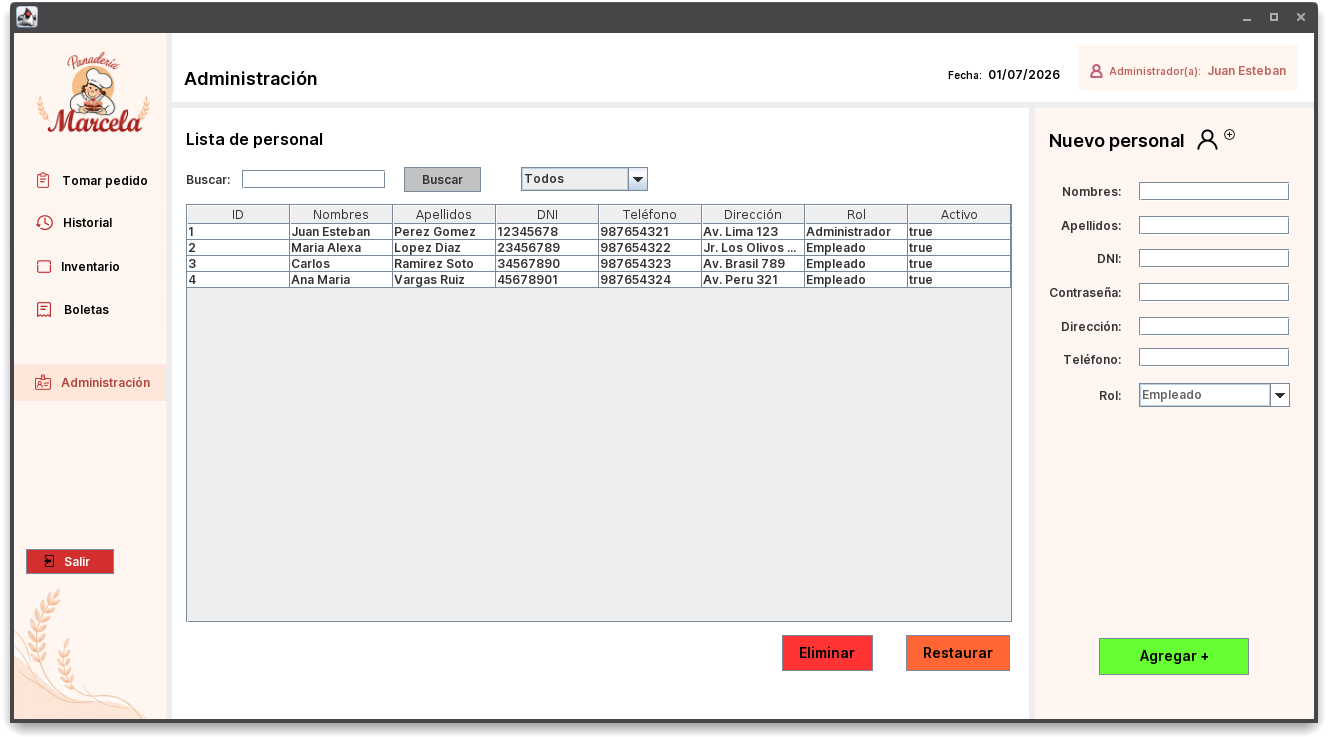 Panadería
Marcela
Tomar pedido
Historial
Inventario
Boletas
Administración
Salir
Administración
Fecha: 01/07/2026
Administrador(a): Juan Esteban
Lista de personal
Buscar: Buscar Todos
ID Nombres Apellidos DNI Teléfono Dirección Rol Activo
1 Juan Esteban Perez Gomez 12345678 987654321 Av. Lima 123 Administrador true
2 Maria Alexa Lopez Diaz 23456789 987654322 Jr. Los Olivos ... Empleado true
3 Carlos Ramirez Soto 34567890 987654323 Av. Brasil 789 Empleado true
4 Ana Maria Vargas Ruiz 45678901 987654324 Av. Peru 321 Empleado true
Eliminar Restaurar
Nuevo personal
Nombres:
Apellidos:
DNI:
Contraseña:
Dirección:
Teléfono:
Rol: Empleado
Agregar +